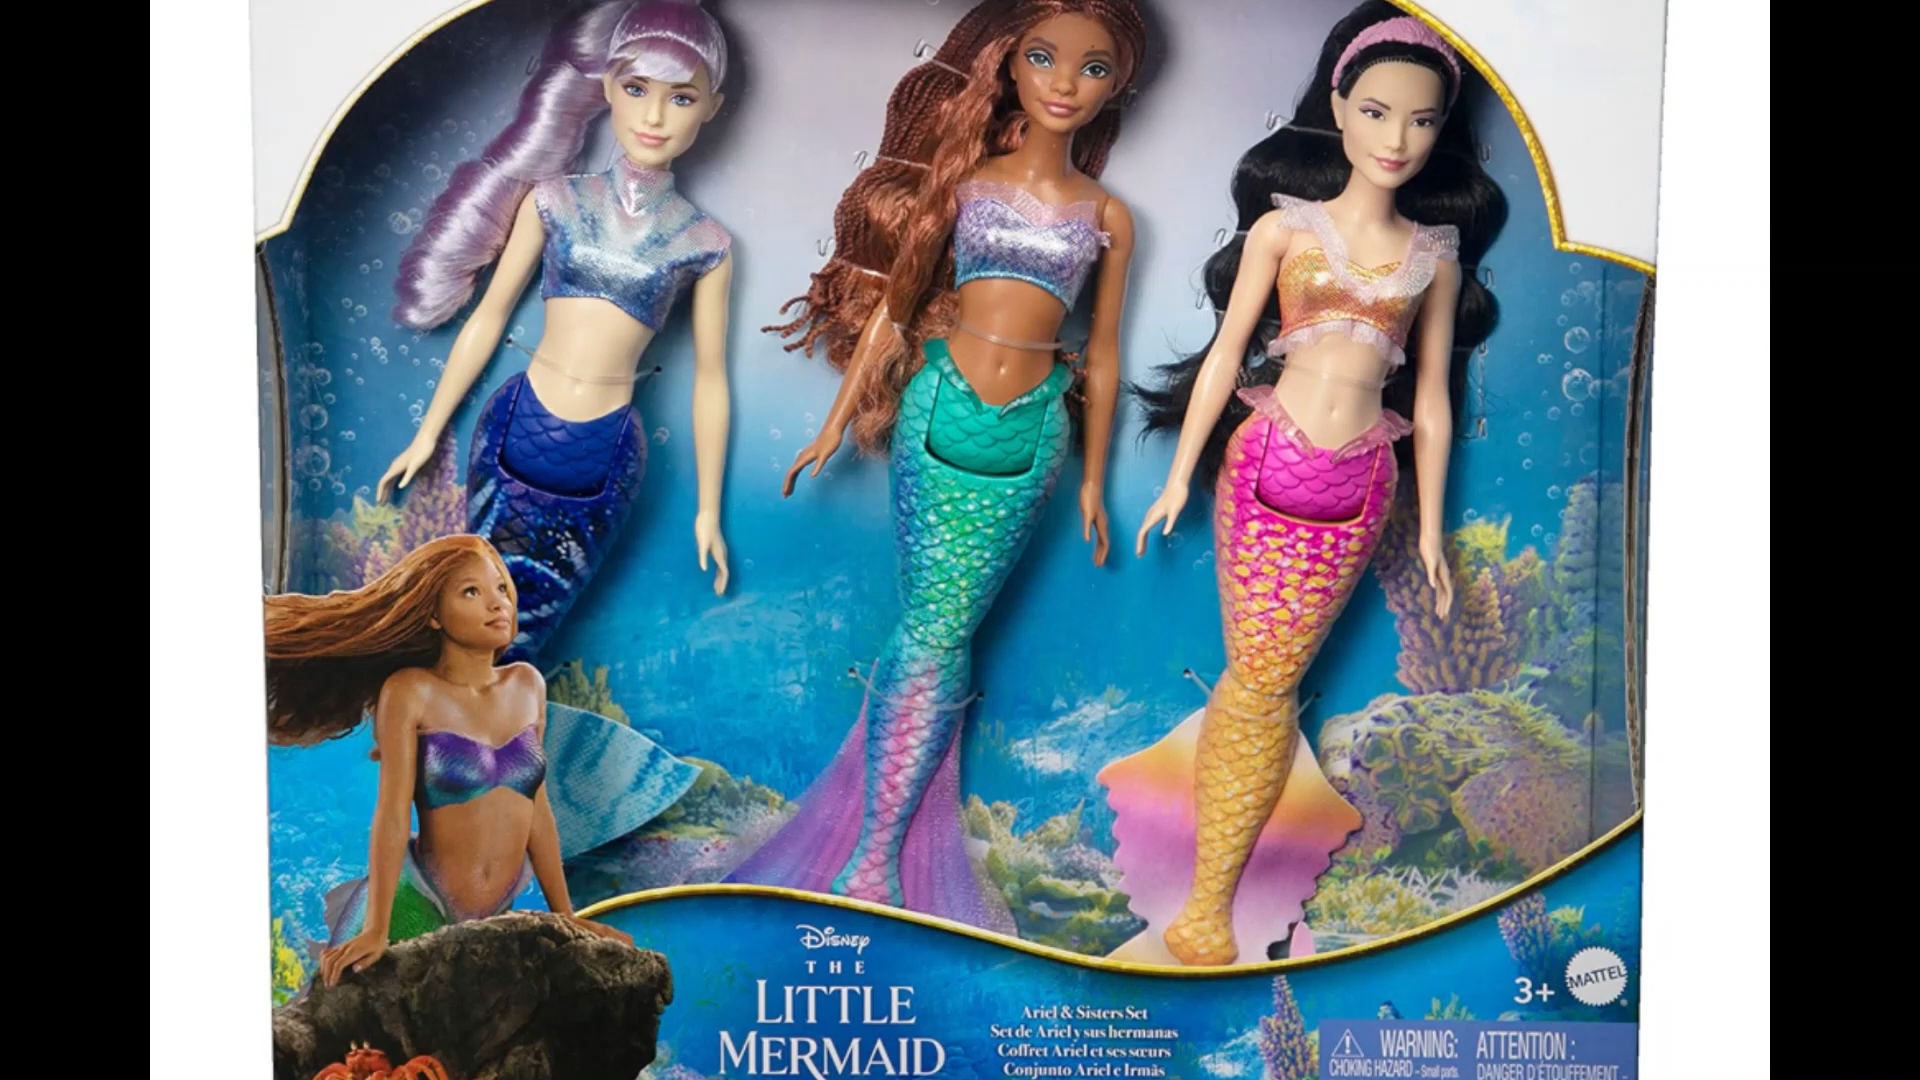 Disney
THE
LITTLE
MERMAID
Ariel & Sisters Set
Set de Ariel y sus hermanas
Coffret Ariel et ses sœurs
Conjunto Ariel e Irmãs
3+
MATTEL
WARNING:
CHOKING HAZARD - Small parts.
ATTENTION :
DANGER D'ÉTOUFFEMENT -